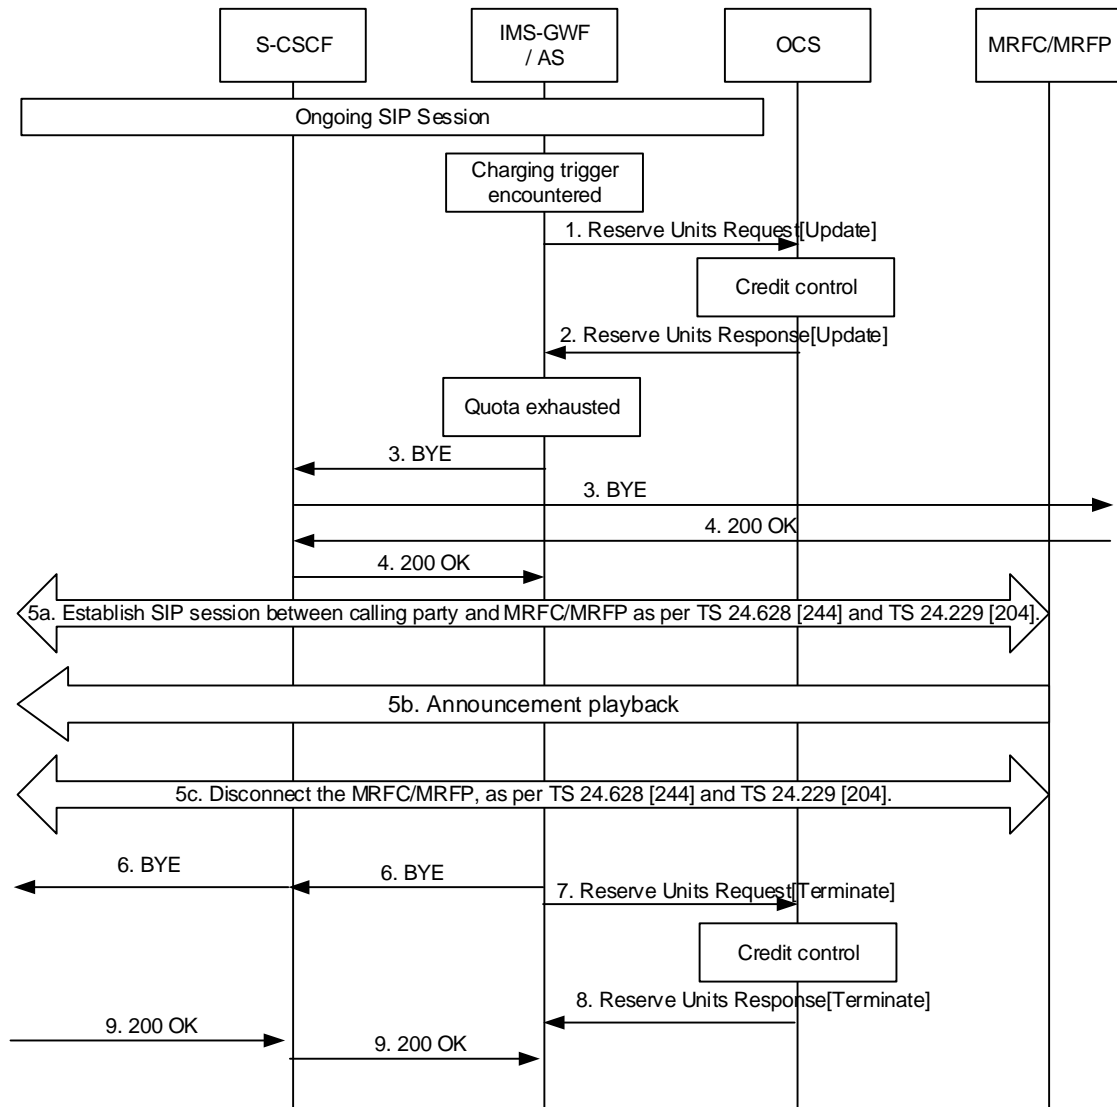 S-CSCF
IMS-GWF
/ AS
OCS
MRFC/MRFP
Ongoing SIP Session
Charging trigger
encountered
1. Reserve Units Request[Update]
Credit control
2. Reserve Units Response[Update]
Quota exhausted
3. BYE
3. BYE
4. 200 OK
4. 200 OK
5a. Establish SIP session between calling party and MRFC/MRFP as per TS 24.628 [244] and TS 24.229 [204].
5b. Announcement playback
5c. Disconnect the MRFC/MRFP, as per TS 24.628 [244] and TS 24.229 [204].
6. BYE
6. BYE
7. Reserve Units Request[Terminate]
Credit control
8. Reserve Units Response[Terminate]
9. 200 OK
9. 200 OK